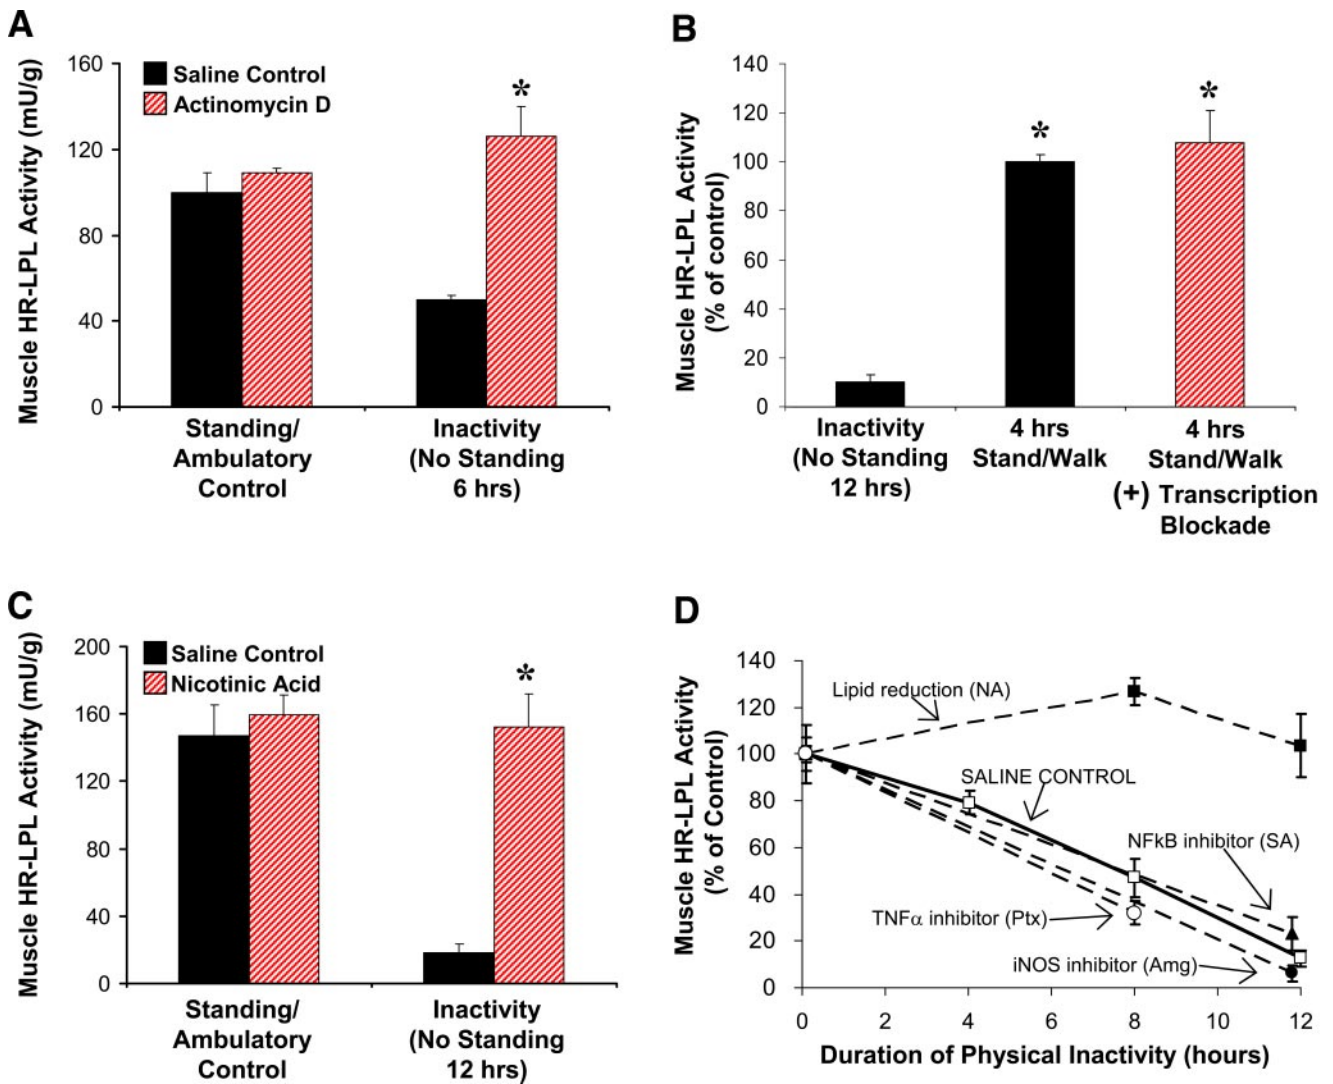 A
Muscle HR-LPL Activity (mU/g)
160
120
80
40
0
Saline Control
Actinomycin D
*
Standing/
Ambulatory
Control
Inactivity
(No Standing
6 hrs)
B
Muscle HR-LPL Activity
(% of control)
140
120
100
80
60
40
20
0
*
*
Inactivity
(No Standing
12 hrs)
4 hrs
Stand/Walk
4 hrs
Stand/Walk
(+) Transcription
Blockade
C
Muscle HR-LPL Activity (mU/g)
200
160
120
80
40
0
Saline Control
Nicotinic Acid
*
Standing/
Ambulatory
Control
Inactivity
(No Standing
12 hrs)
D
Muscle HR-LPL Activity
(% of Control)
140
120
100
80
60
40
20
0
Lipid reduction (NA)
SALINE CONTROL
NFkB inhibitor (SA)
TNFα inhibitor (Ptx)
iNOS inhibitor (Amg)
0 2 4 6 8 10 12
Duration of Physical Inactivity (hours)